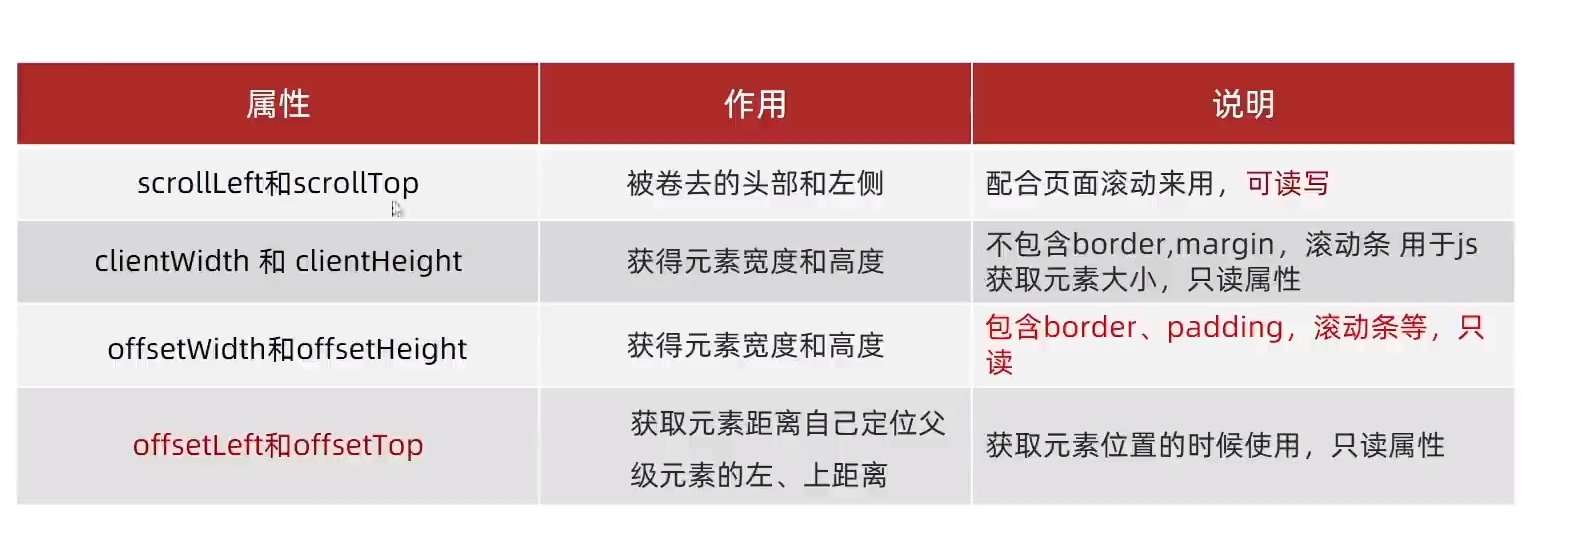 属性
作用
说明
scrollLeft和scrollTop
被卷去的头部和左侧
配合页面滚动来用，可读写
clientWidth 和 clientHeight
获得元素宽度和高度
不包含border,margin，滚动条 用于js
获取元素大小，只读属性
offsetWidth和offsetHeight
获得元素宽度和高度
包含border、padding，滚动条等，只
读
offsetLeft和offsetTop
获取元素距离自己定位父
级元素的左、上距离
获取元素位置的时候使用，只读属性